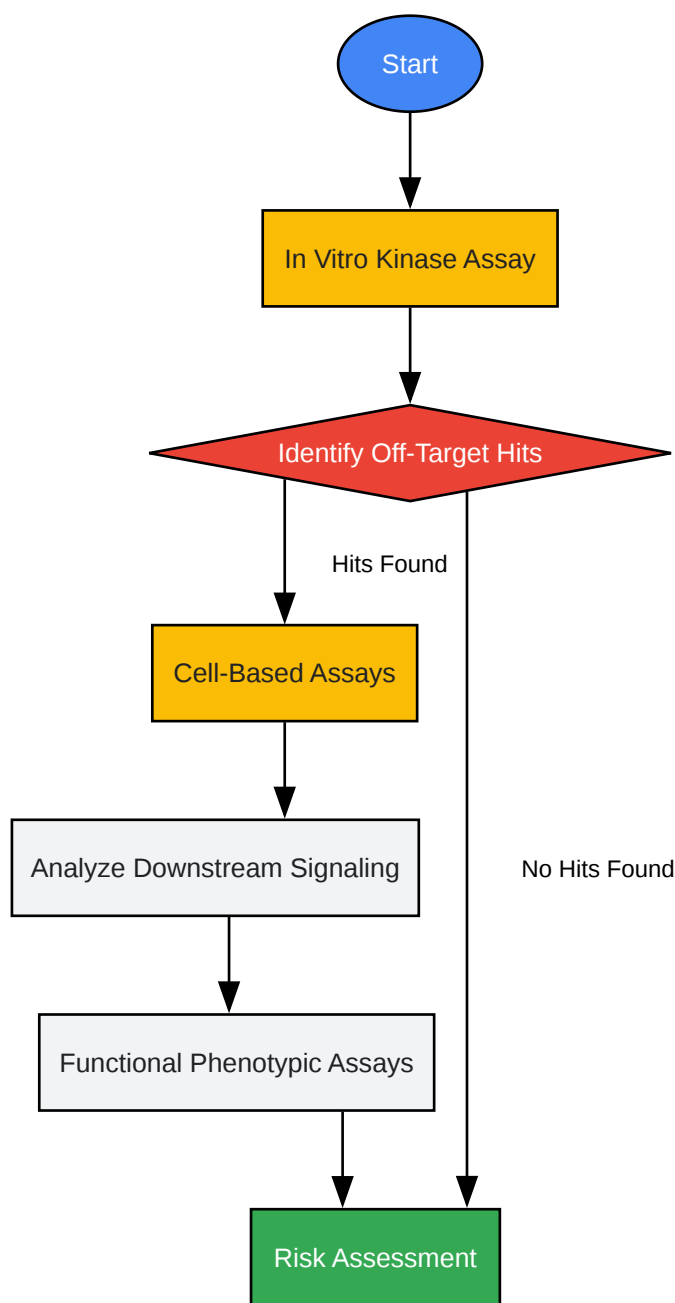 Start
In Vitro Kinase Assay
Identify Off-Target Hits
Hits Found
Cell-Based Assays
Analyze Downstream Signaling
No Hits Found
Functional Phenotypic Assays
Risk Assessment